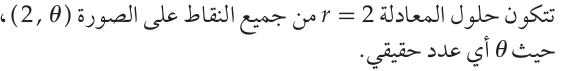 تتكون حلول المعادلة r = 2 من جميع النقاط على الصورة (2, θ)،
حيث θ أي عدد حقيقي.